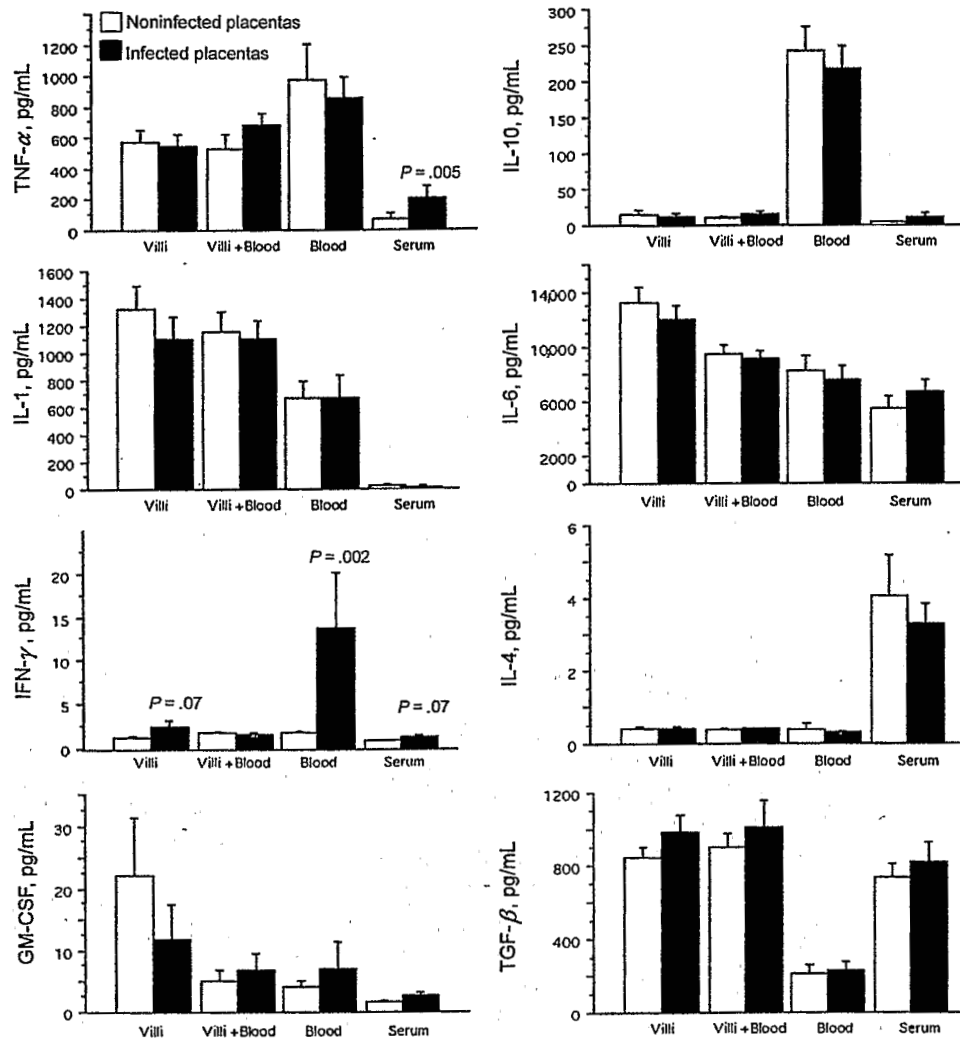 Noninfected placentas
Infected placentas
TNF-α, pg/mL
1200
1000
800
600
400
200
0
P = .005
Villi Villi +Blood Blood Serum
IL-10, pg/mL
300
250
200
150
100
50
0
Villi Villi +Blood Blood Serum
IL-1, pg/mL
1600
1400
1200
1000
800
600
400
200
0
Villi Villi +Blood Blood Serum
IL-6, pg/mL
14,000
10,000
6000
2000
0
Villi Villi +Blood Blood Serum
IFN-γ, pg/mL
20
15
10
5
0
P = .07
P = .002
P = .07
Villi Villi +Blood Blood Serum
IL-4, pg/mL
6
4
2
0
Villi Villi +Blood Blood Serum
GM-CSF, pg/mL
30
20
10
0
Villi Villi +Blood Blood Serum
TGF-β, pg/mL
1200
800
400
0
Villi Villi +Blood Blood Serum